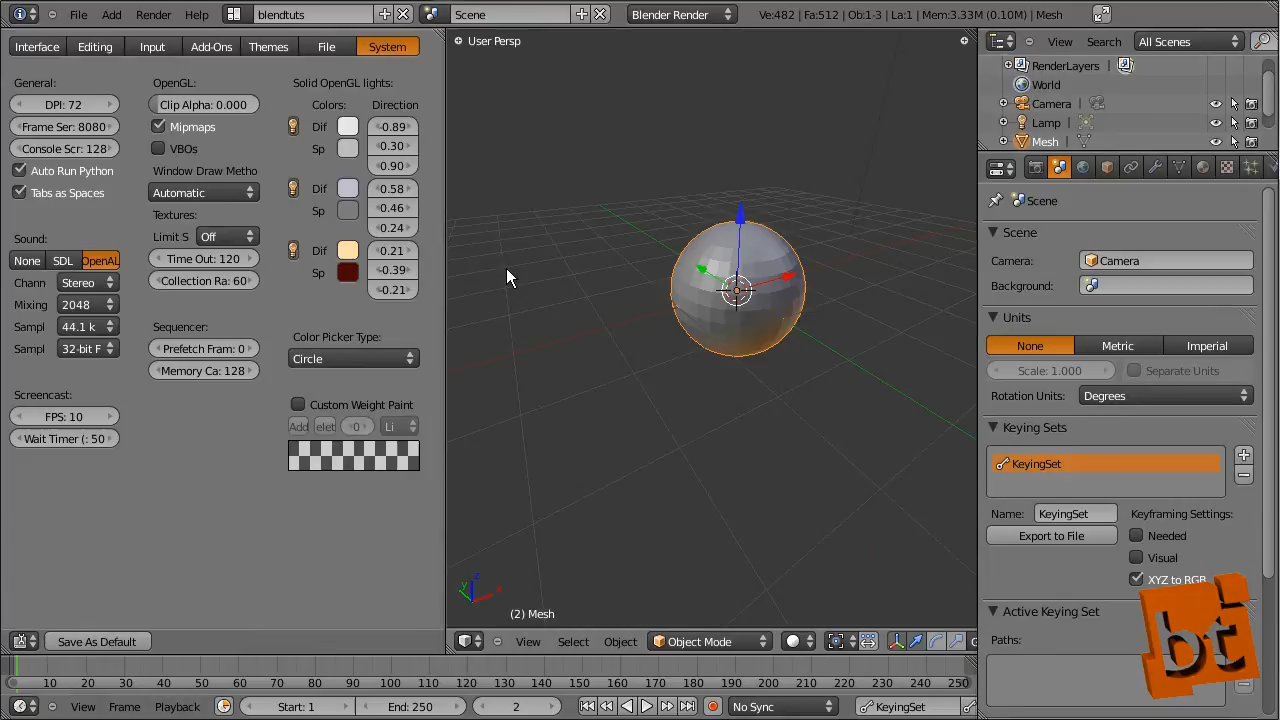 File Add Render Help blendtuts Scene Blender Render Ve:482 | Fa:512 | Ob:1-3 | La:1 | Mem:3.33M (0.10M) | Mesh
Interface Editing Input Add-Ons Themes File System
General:
DPI: 72
Frame Ser: 8080
Console Scr: 128
Auto Run Python
Tabs as Spaces
Sound:
None SDL OpenAL
Chann Stereo
Mixing 2048
Sampl 44.1 k
Sampl 32-bit F
Screencast:
FPS: 10
Wait Timer (: 50
OpenGL:
Clip Alpha: 0.000
Mipmaps
VBOs
Window Draw Metho
Automatic
Textures:
Limit S Off
Time Out: 120
Collection Ra: 60
Sequencer:
Prefetch Fram: 0
Memory Ca: 128
Solid OpenGL lights:
Colors: Direction
Dif -0.89
Sp 0.30
0.90
Dif 0.58
Sp 0.46
0.24
Dif 0.21
Sp -0.39
-0.21
Color Picker Type:
Circle
Custom Weight Paint
Add elet 0 Li
Save As Default
User Persp
z
y
x
(2) Mesh
View Select Object Object Mode
View Search All Scenes
RenderLayers |
World
Camera |
Lamp |
Mesh |
Scene
Scene
Camera: Camera
Background:
Units
None Metric Imperial
Scale: 1.000 Separate Units
Rotation Units: Degrees
Keying Sets
KeyingSet
Name: KeyingSet
Export to File
Keyframing Settings:
Needed
Visual
XYZ to RGB
Active Keying Set
Paths:
bt
0 10 20 30 40 50 60 70 80 90 100 110 120 130 140 150 160 170 180 190 200 210 220 230 240 250
View Frame Playback Start: 1 End: 250 2 No Sync KeyingSet